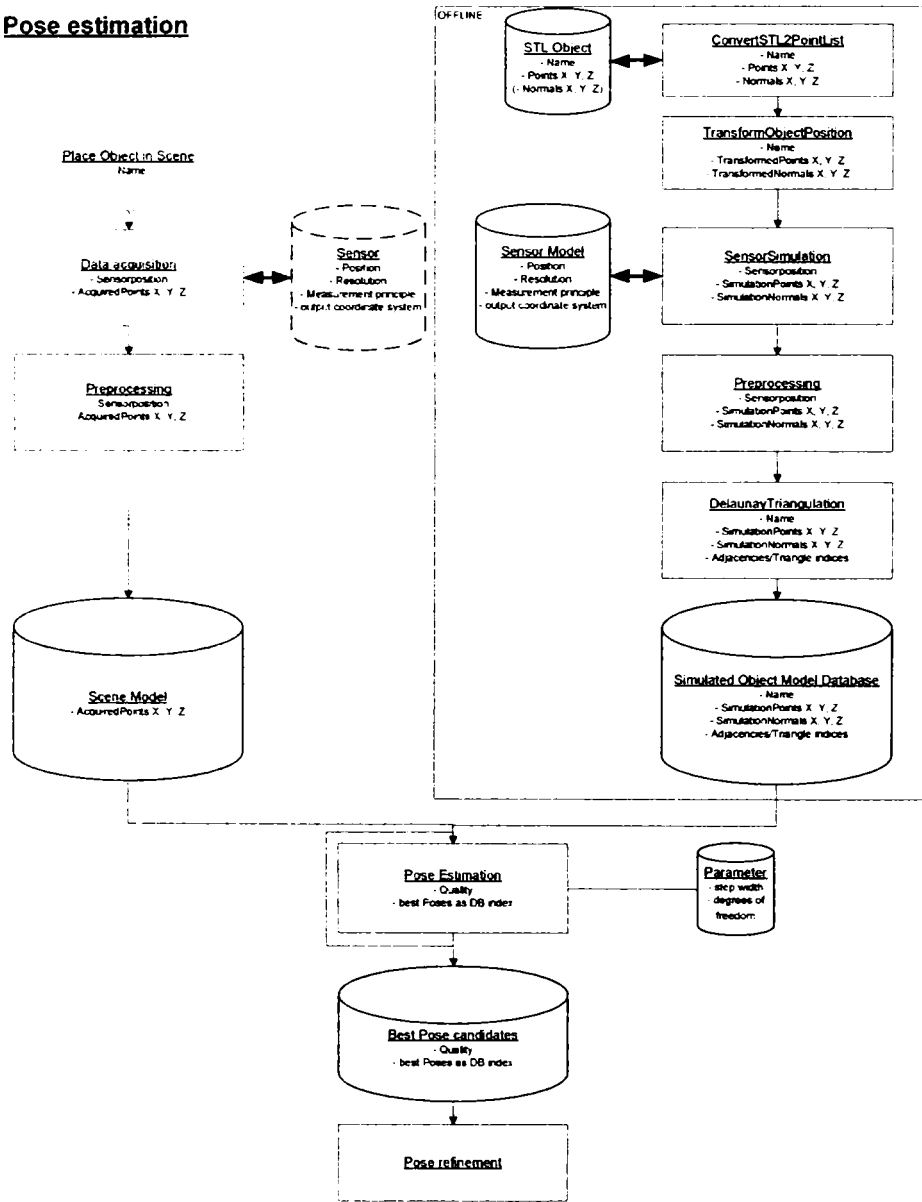 Pose estimation
OFFLINE
STL Object
- Name
- Points X, Y, Z
(- Normals X, Y, Z)
ConvertSTL2PointList
- Name
- Points X, Y, Z
- Normals X, Y, Z
TransformObjectPosition
- Name
- TransformedPoints X, Y, Z
- TransformedNormals X, Y, Z
Place Object in Scene
Name
Data acquisition
- Sensorposition
- AcquiredPoints X, Y, Z
Sensor
- Position
- Resolution
- Measurement principle
- output coordinate system
Sensor Model
- Position
- Resolution
- Measurement principle
- output coordinate system
SensorSimulation
- Sensorposition
- SimulationPoints X, Y, Z
- SimulationNormals X, Y, Z
Preprocessing
Sensorposition
AcquiredPoints X, Y, Z
Preprocessing
- Sensorposition
- SimulationPoints X, Y, Z
- SimulationNormals X, Y, Z
DelaunayTriangulation
- Name
- SimulationPoints X, Y, Z
- SimulationNormals X, Y, Z
- Adjacencies/Triangle indices
Scene Model
- AcquiredPoints X, Y, Z
Simulated Object Model Database
- Name
- SimulationPoints X, Y, Z
- SimulationNormals X, Y, Z
- Adjacencies/Triangle indices
Pose Estimation
- Quality
- best Poses as DB index
Parameter
- step width
- degrees of
freedom
Best Pose candidates
- Quality
- best Poses as DB index
Pose refinement